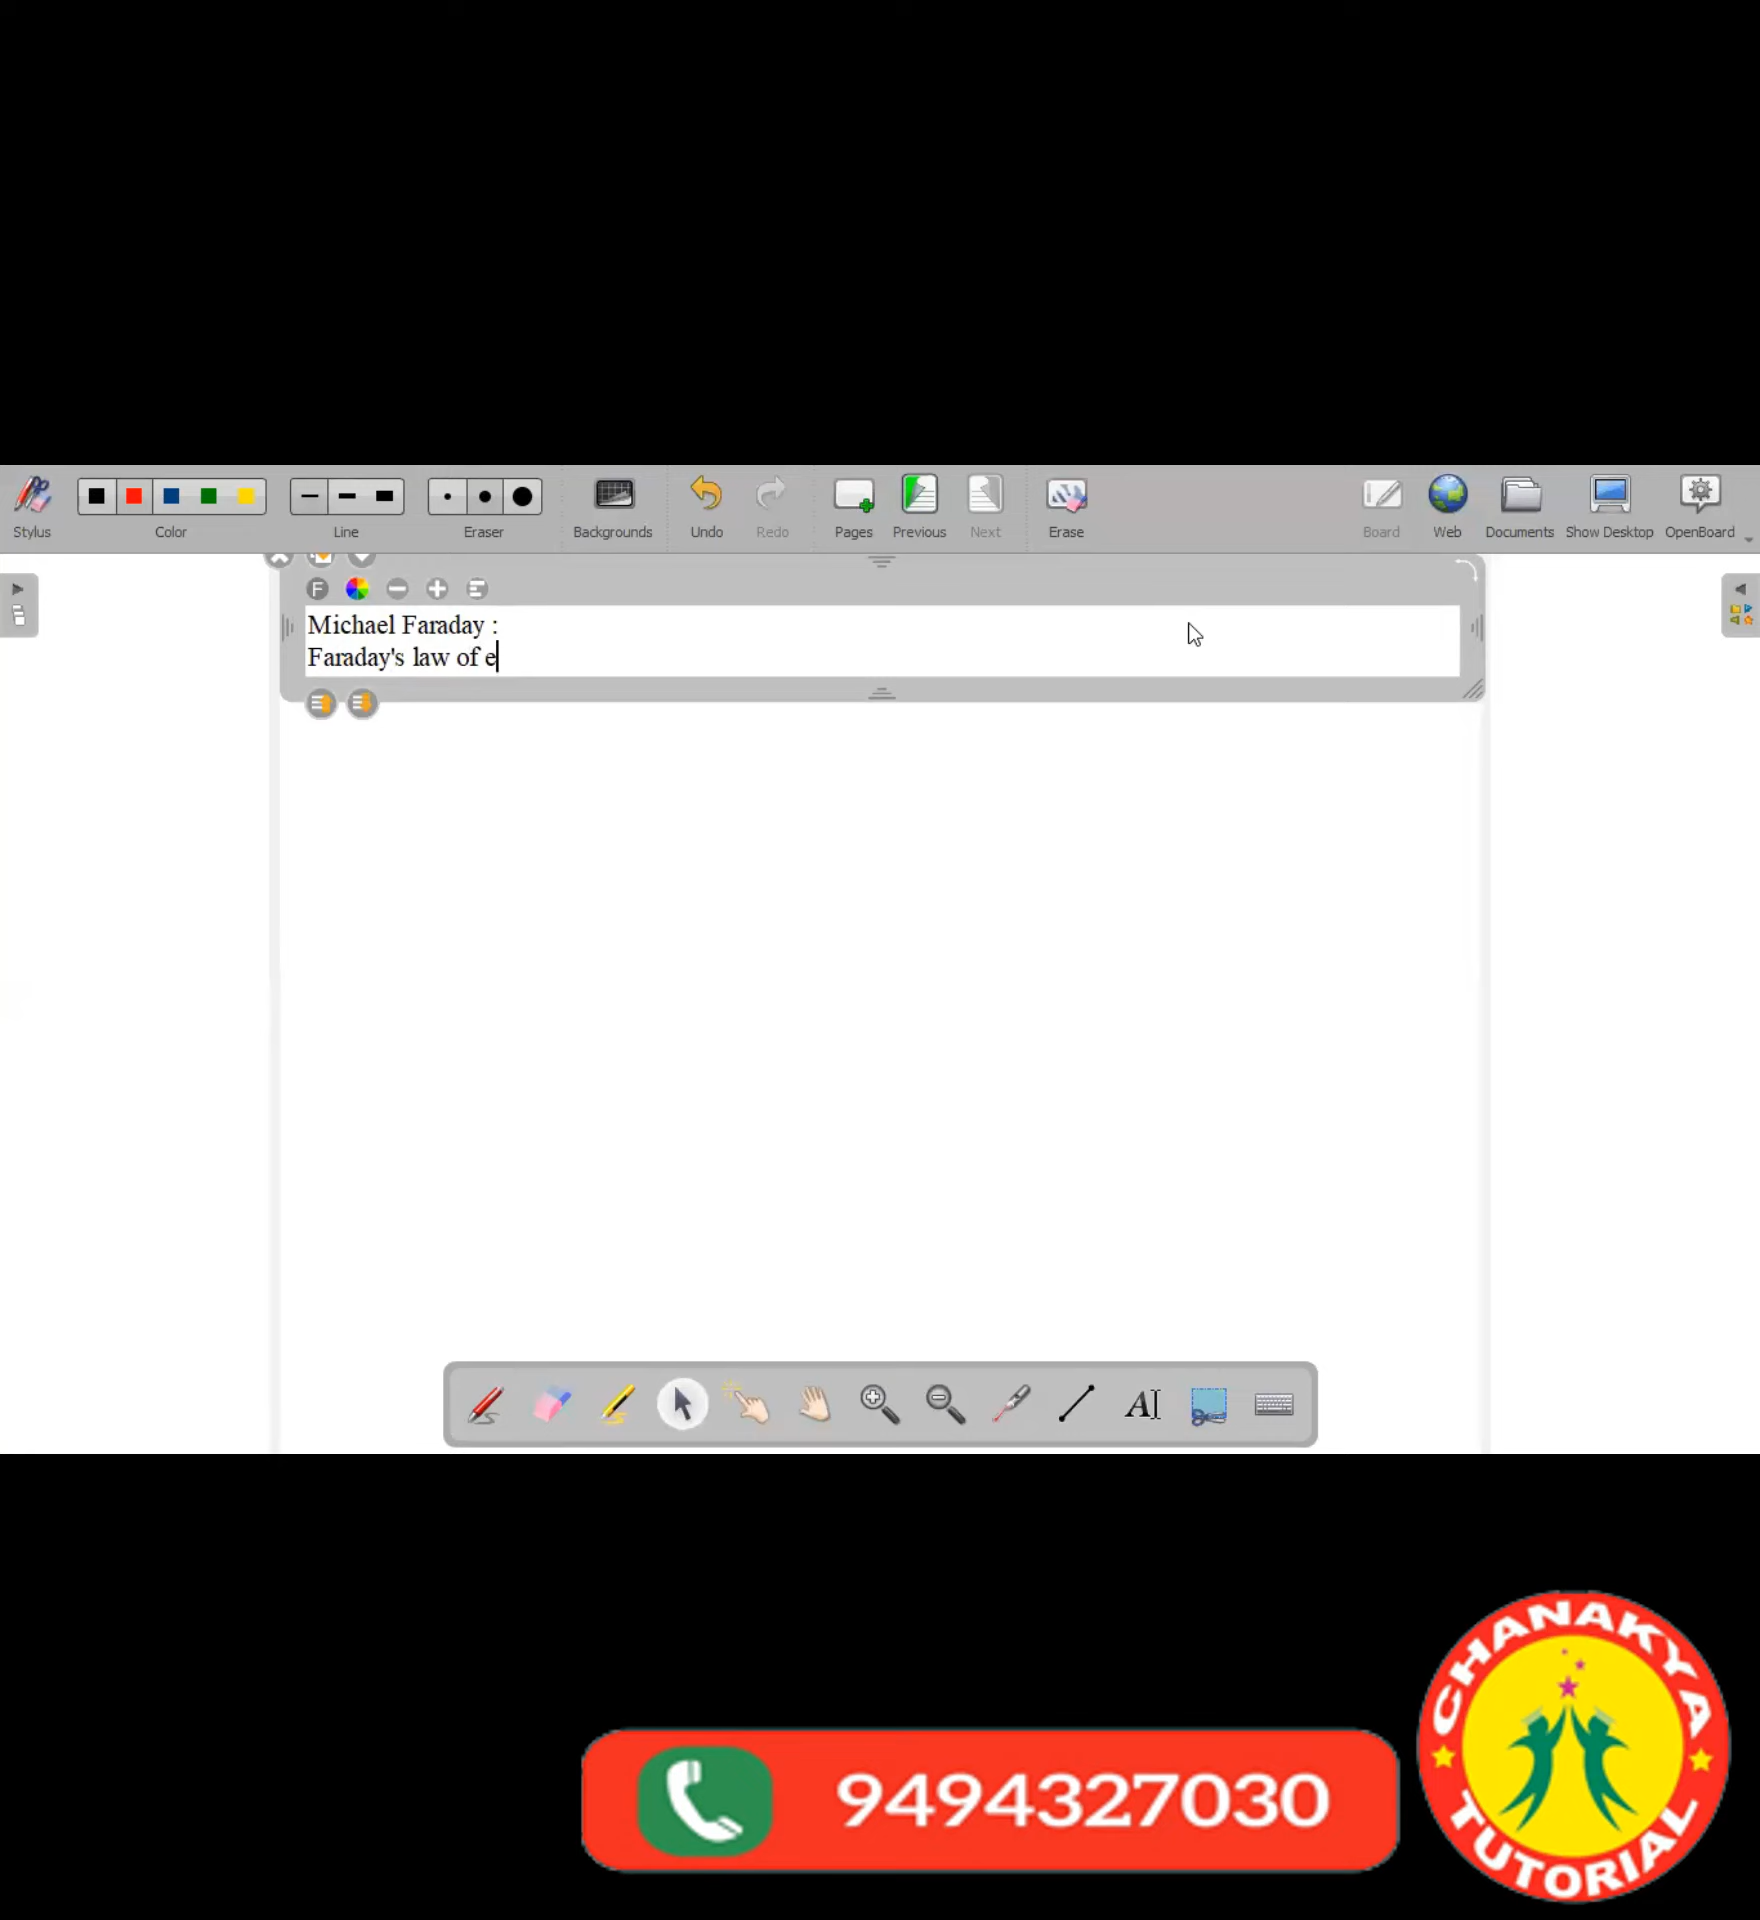 Stylus
Color
Line
Eraser
Backgrounds
Undo
Redo
Pages
Previous
Next
Erase
Board
Web
Documents
Show Desktop
OpenBoard
F
Michael Faraday :
Faraday's law of e
AI
9494327030
CHANAKYA
TUTORIAL